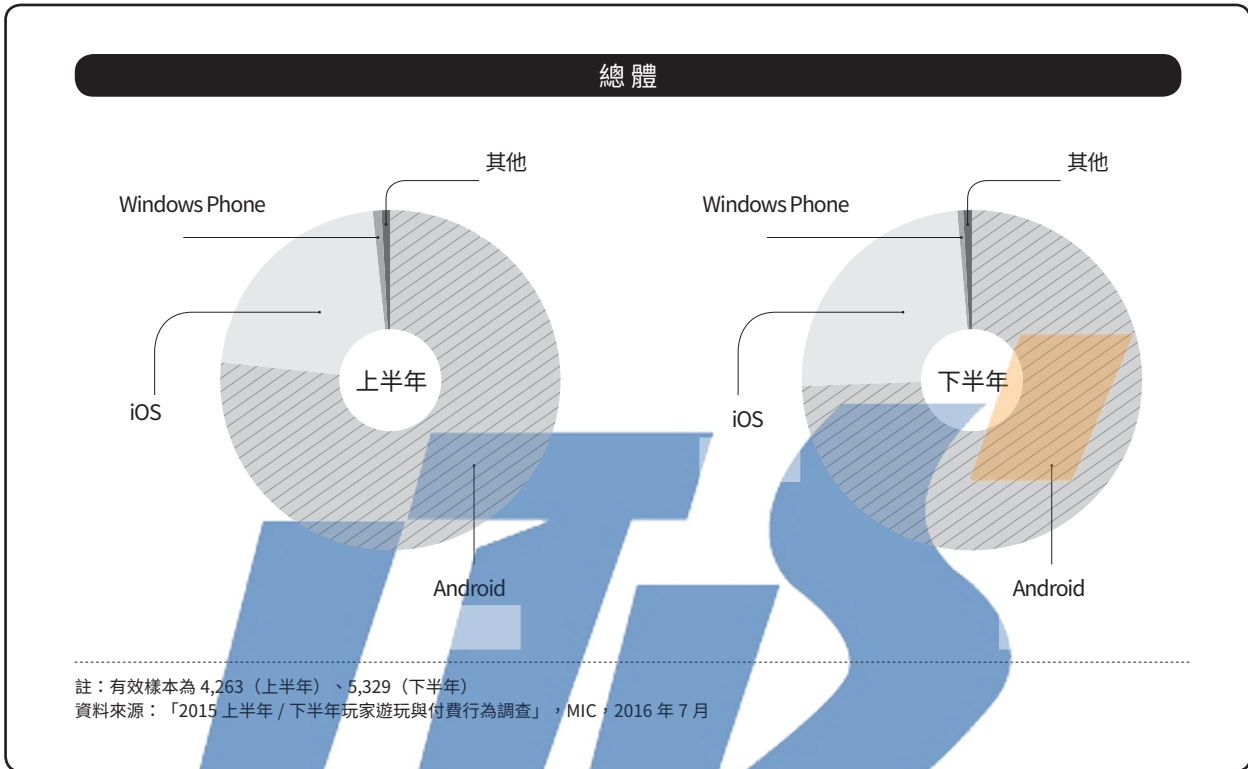 總體
其他
Windows Phone
iOS
上半年
Android
其他
Windows Phone
iOS
下半年
Android
iTiS
註：有效樣本為 4,263（上半年）、5,329（下半年）
資料來源：「2015 上半年 / 下半年玩家遊玩與付費行為調查」，MIC，2016 年 7 月